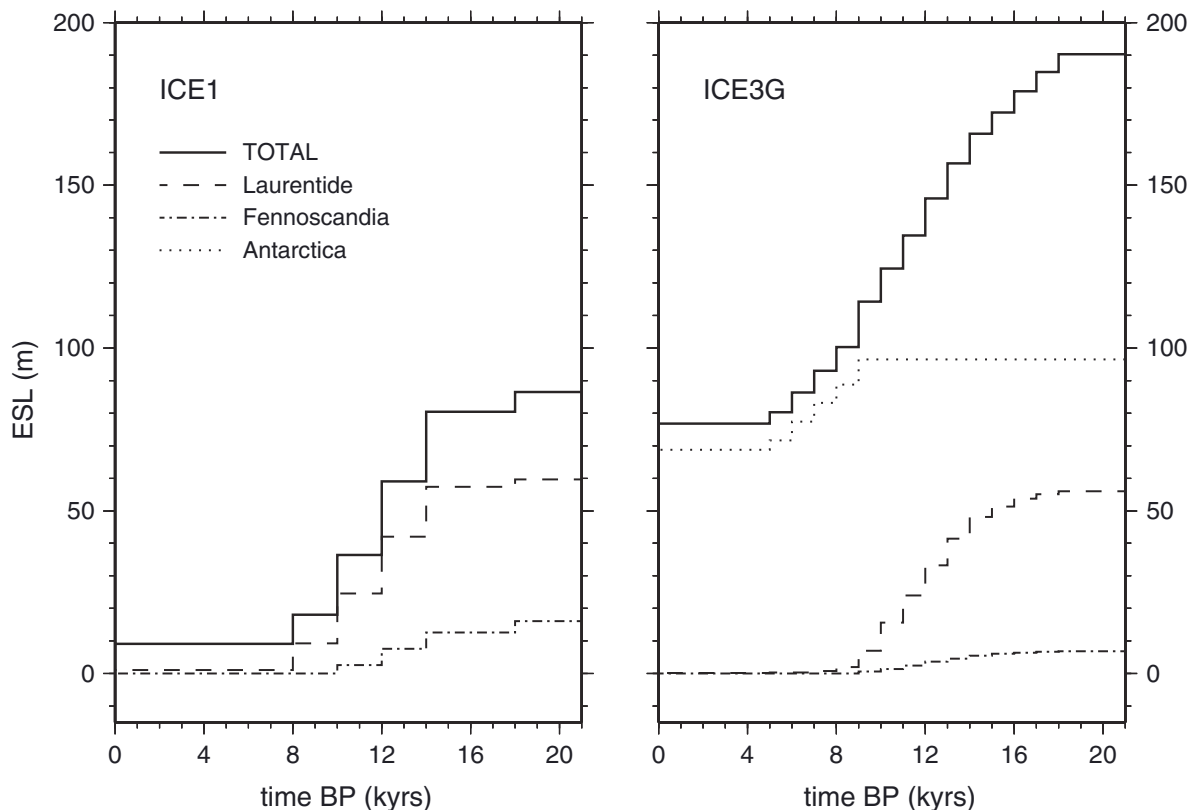 200
150
100
50
0
ESL (m)
ICE1
TOTAL
Laurentide
Fennoscandia
Antarctica
0 4 8 12 16 20
time BP (kyrs)
ICE3G
200
150
100
50
0
0 4 8 12 16 20
time BP (kyrs)